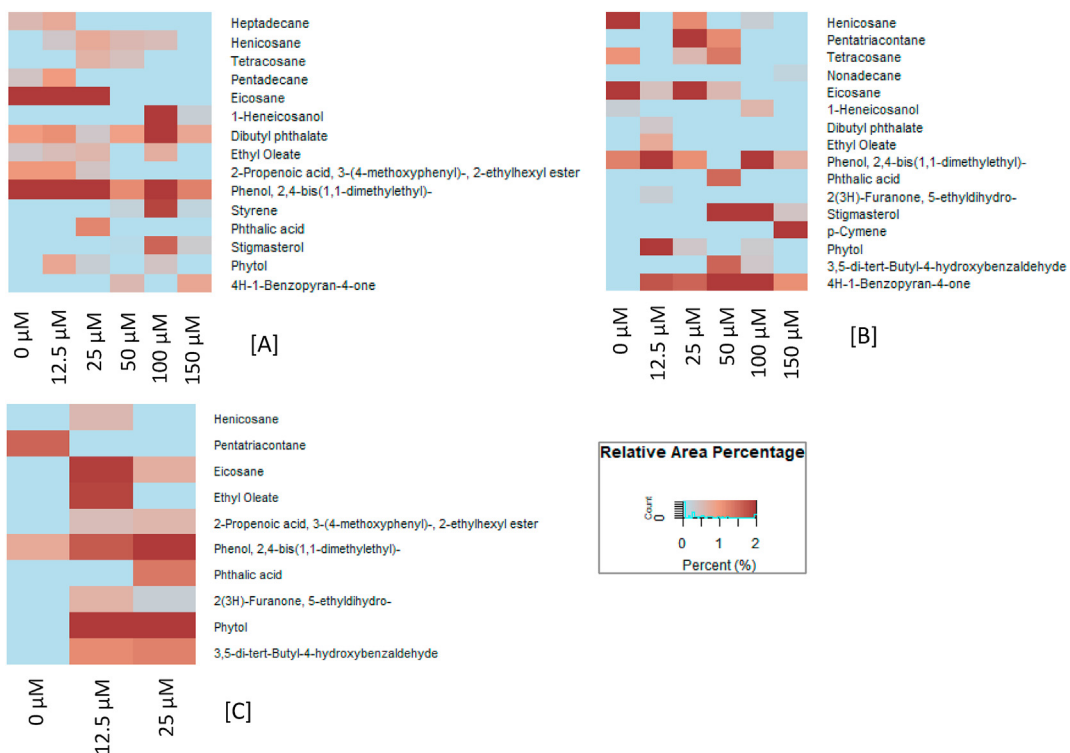 Heptadecane
Henicosane
Tetracosane
Pentadecane
Eicosane
1-Heneicosanol
Dibutyl phthalate
Ethyl Oleate
2-Propenoic acid, 3-(4-methoxyphenyl)-, 2-ethylhexyl ester
Phenol, 2,4-bis(1,1-dimethylethyl)-
Styrene
Phthalic acid
Stigmasterol
Phytol
4H-1-Benzopyran-4-one
0 µM
12.5 µM
25 µM
50 µM
100 µM
150 µM
[A]
Henicosane
Pentatriacontane
Tetracosane
Nonadecane
Eicosane
1-Heneicosanol
Dibutyl phthalate
Ethyl Oleate
Phenol, 2,4-bis(1,1-dimethylethyl)-
Phthalic acid
2(3H)-Furanone, 5-ethyldihydro-
Stigmasterol
p-Cymene
Phytol
3,5-di-tert-Butyl-4-hydroxybenzaldehyde
4H-1-Benzopyran-4-one
0 µM
12.5 µM
25 µM
50 µM
100 µM
150 µM
[B]
Henicosane
Pentatriacontane
Eicosane
Ethyl Oleate
2-Propenoic acid, 3-(4-methoxyphenyl)-, 2-ethylhexyl ester
Phenol, 2,4-bis(1,1-dimethylethyl)-
Phthalic acid
2(3H)-Furanone, 5-ethyldihydro-
Phytol
3,5-di-tert-Butyl-4-hydroxybenzaldehyde
0 µM
12.5 µM
25 µM
[C]
Relative Area Percentage
Count
0
0 1 2
Percent (%)